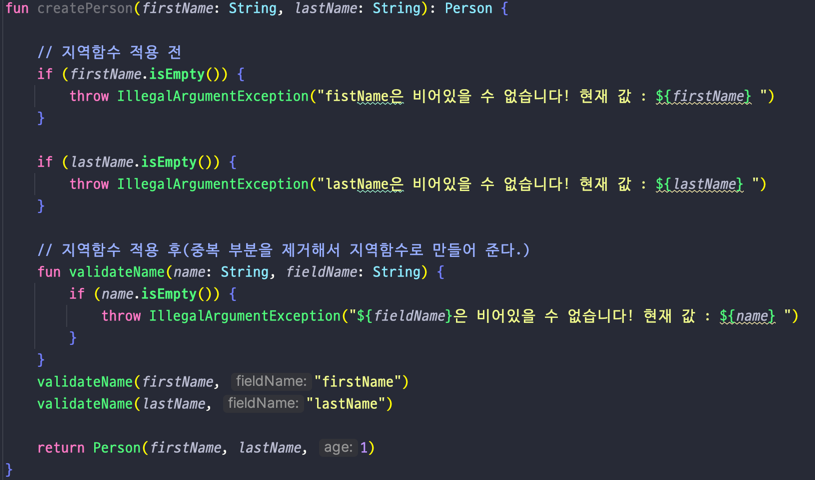 fun createPerson(firstName: String, lastName: String): Person {
// 지역함수 적용 전
if (firstName.isEmpty()) {
throw IllegalArgumentException("fistName은 비어있을 수 없습니다! 현재 값 : ${firstName} ")
}
if (lastName.isEmpty()) {
throw IllegalArgumentException("lastName은 비어있을 수 없습니다! 현재 값 : ${lastName} ")
}
// 지역함수 적용 후(중복 부분을 제거해서 지역함수로 만들어 준다.)
fun validateName(name: String, fieldName: String) {
if (name.isEmpty()) {
throw IllegalArgumentException("${fieldName}은 비어있을 수 없습니다! 현재 값 : ${name} ")
}
}
validateName(firstName, fieldName: "firstName")
validateName(lastName, fieldName: "lastName")
return Person(firstName, lastName, age: 1)
}